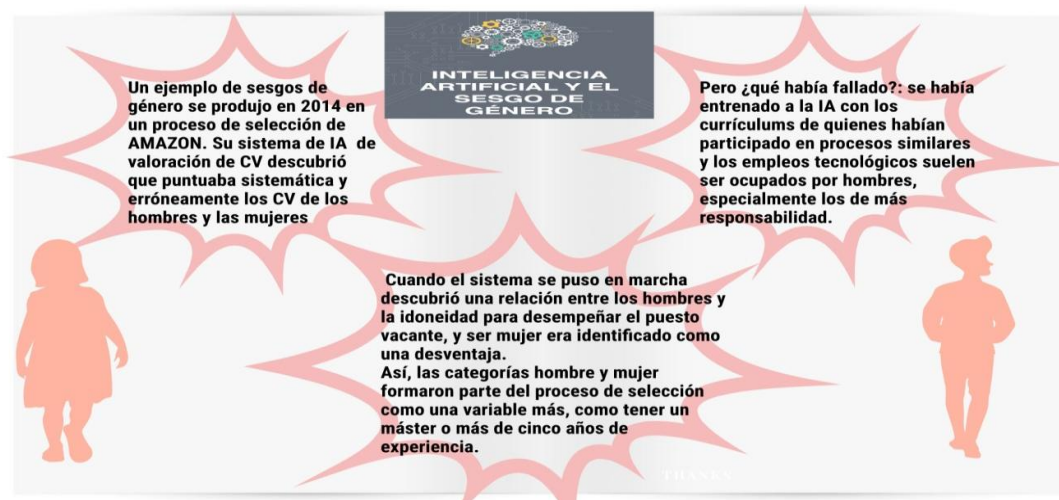 INTELIGENCIA
ARTIFICIAL Y EL
SESGO DE
GÉNERO
Un ejemplo de sesgos de
género se produjo en 2014 en
un proceso de selección de
AMAZON. Su sistema de IA de
valoración de CV descubrió
que puntuaba sistemática y
erróneamente los CV de los
hombres y las mujeres
Pero ¿qué había fallado?: se había
entrenado a la IA con los
currículums de quienes habían
participado en procesos similares
y los empleos tecnológicos suelen
ser ocupados por hombres,
especialmente los de más
responsabilidad.
Cuando el sistema se puso en marcha
descubrió una relación entre los hombres y
la idoneidad para desempeñar el puesto
vacante, y ser mujer era identificado como
una desventaja.
Así, las categorías hombre y mujer
formaron parte del proceso de selección
como una variable más, como tener un
máster o más de cinco años de
experiencia.
THANKS